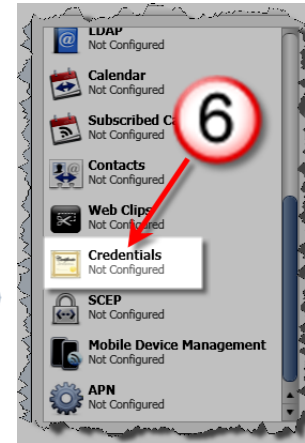 LDAP
Not Configured
Calendar
Not Configured
Subscribed
Not Configured
6
Contacts
Not Configured
Web Clips
Not Configured
Credentials
Not Configured
SCEP
Not Configured
Mobile Device Management
Not Configured
APN
Not Configured